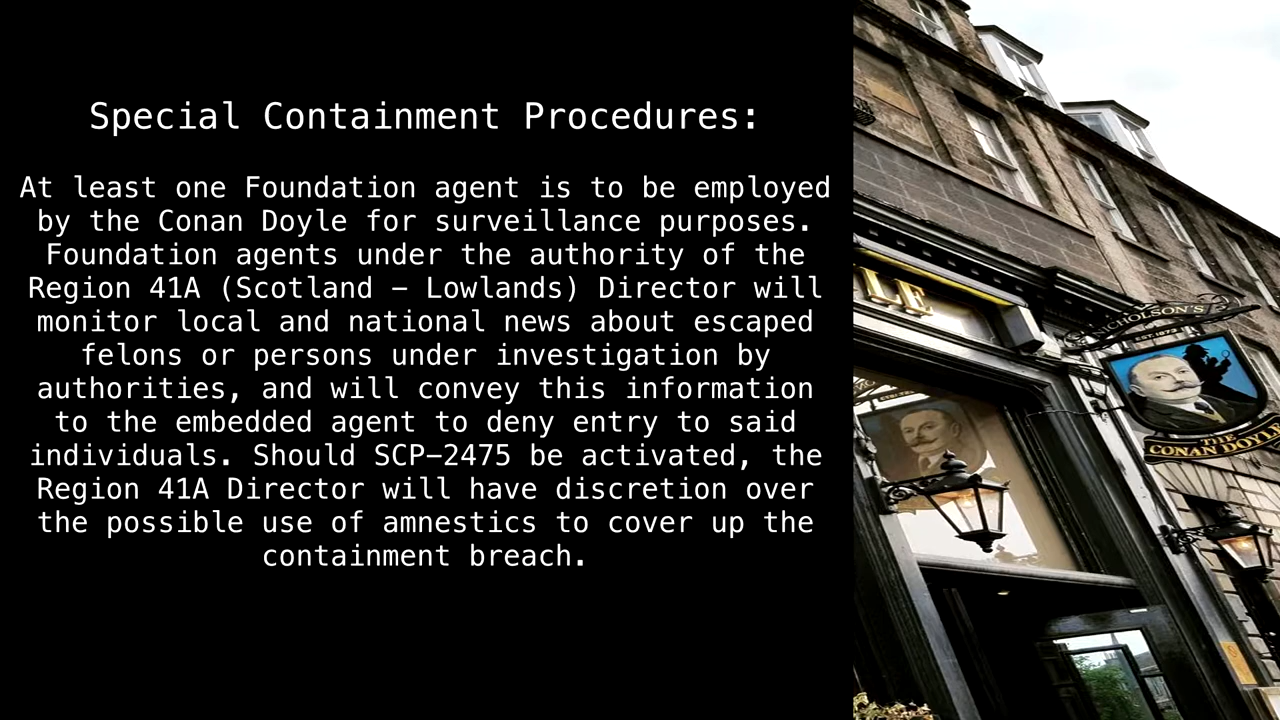 Special Containment Procedures:
At least one Foundation agent is to be employed
by the Conan Doyle for surveillance purposes.
Foundation agents under the authority of the
Region 41A (Scotland – Lowlands) Director will
monitor local and national news about escaped
felons or persons under investigation by
authorities, and will convey this information
to the embedded agent to deny entry to said
individuals. Should SCP–2475 be activated, the
Region 41A Director will have discretion over
the possible use of amnestics to cover up the
containment breach.
LE
NICHOLSON'S
EST. 1873
THE
CONAN DOYLE